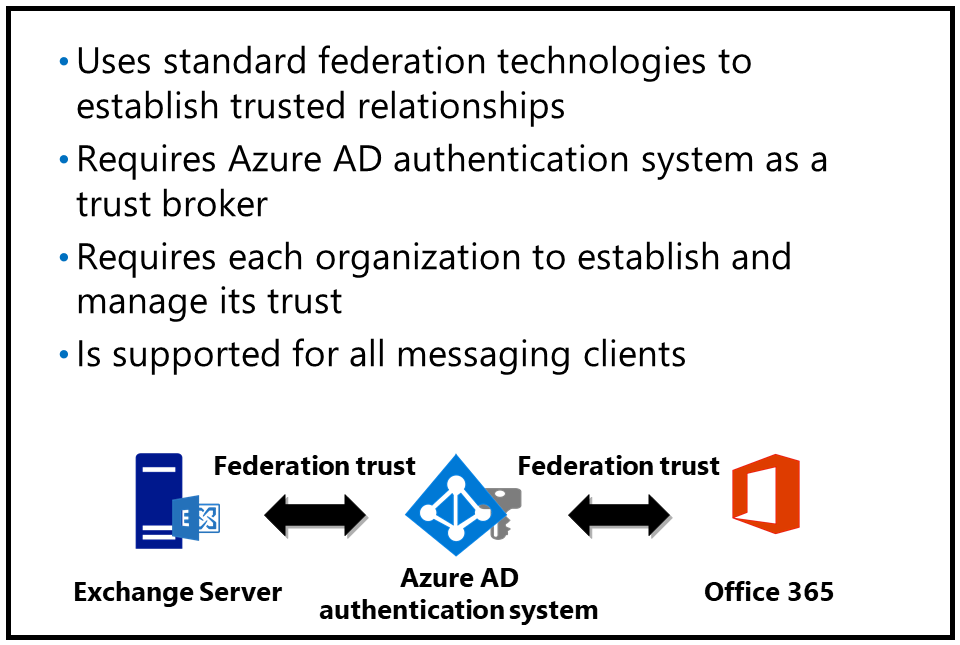 • Uses standard federation technologies to
establish trusted relationships
• Requires Azure AD authentication system as a
trust broker
• Requires each organization to establish and
manage its trust
• Is supported for all messaging clients
Federation trust
Federation trust
E
Exchange Server
Azure AD
authentication system
Office 365